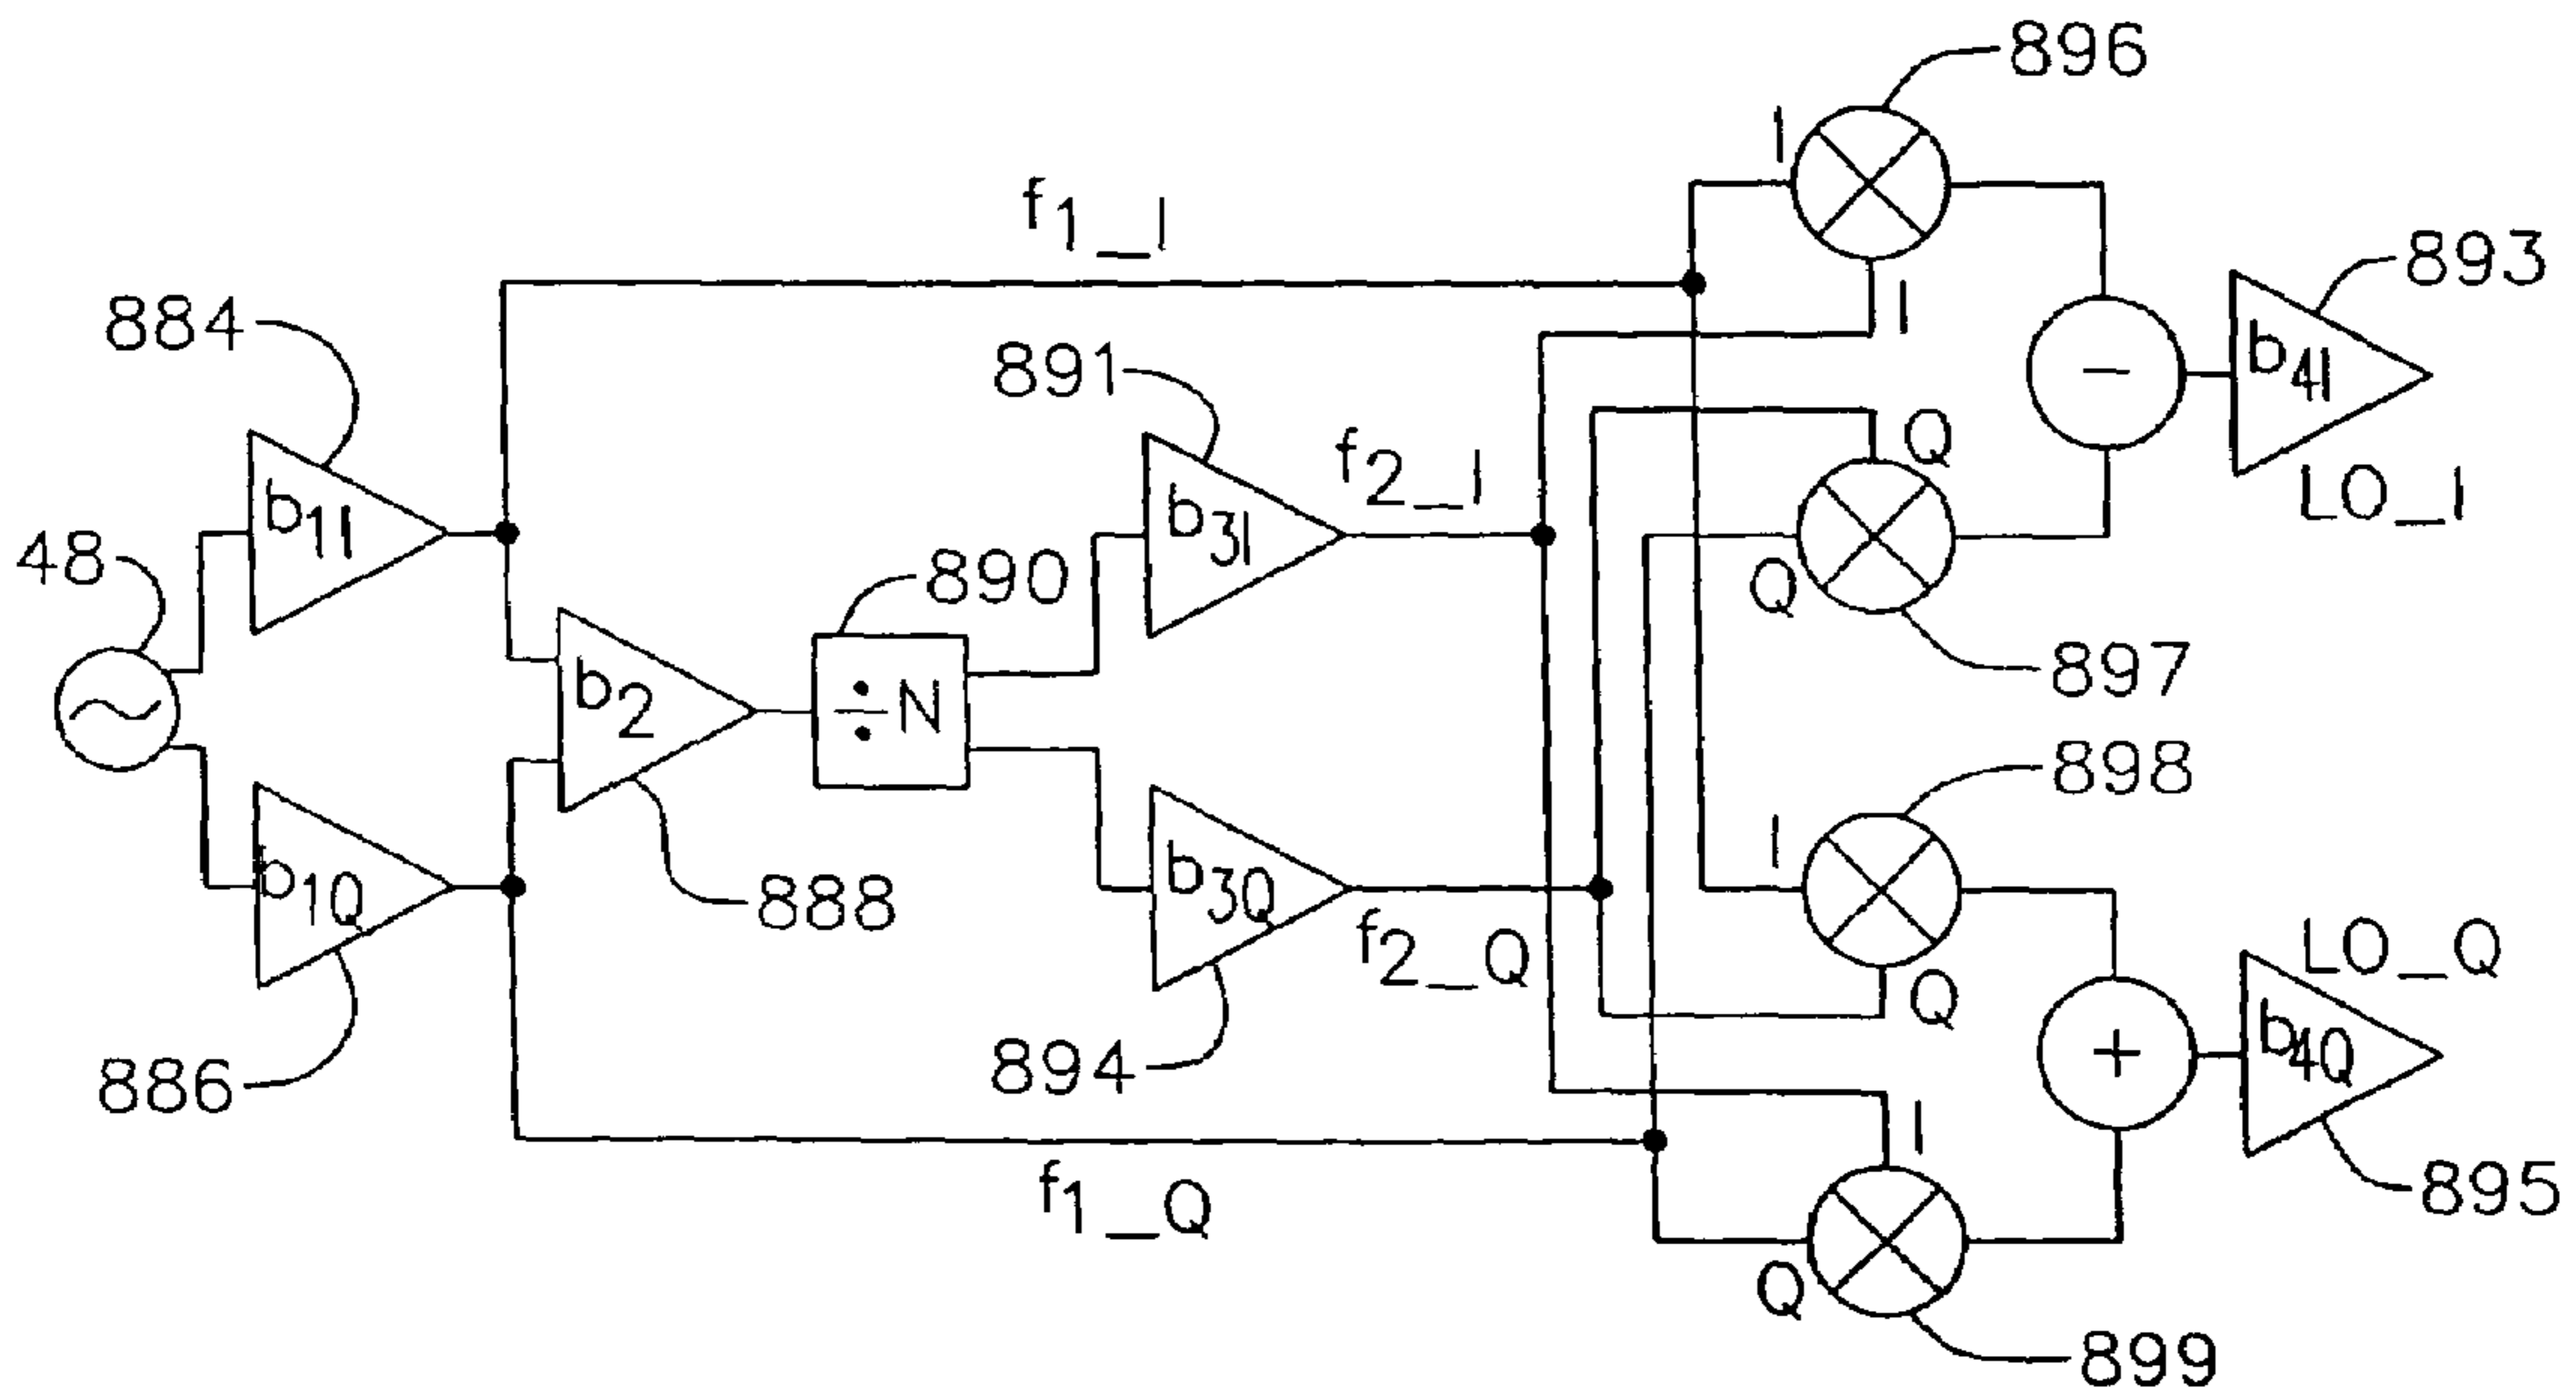 896
I
f1_I
I
893
884
b4I
891
Q
f2_I
LO_I
b1I
b3I
48
890
Q
897
b2
÷N
898
I
b1Q
b3Q
888
f2_Q
Q
LO_Q
b4Q
894
886
I
f1_Q
895
Q
899
−
+